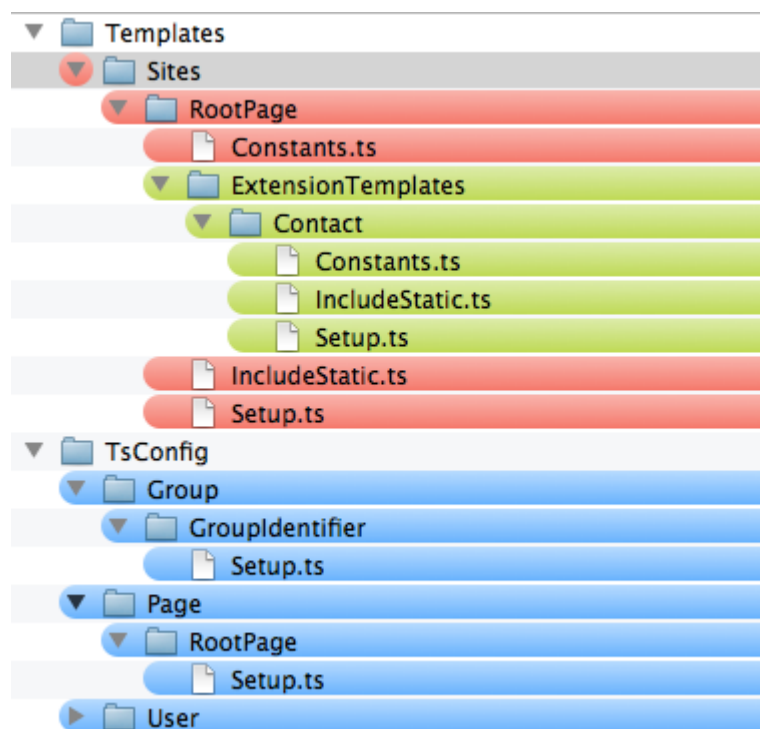 Templates
Sites
RootPage
Constants.ts
ExtensionTemplates
Contact
Constants.ts
IncludeStatic.ts
Setup.ts
IncludeStatic.ts
Setup.ts
TsConfig
Group
GroupIdentifier
Setup.ts
Page
RootPage
Setup.ts
User